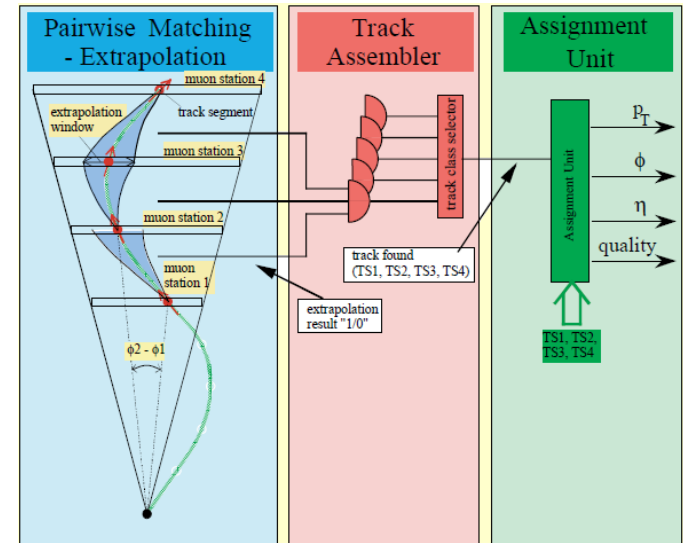 Pairwise Matching
- Extrapolation
muon station 4
extrapolation
window
track segment
muon station 3
muon station 2
muon
station 1
ϕ2 - ϕ1
extrapolation
result "1/0"
Track
Assembler
track class selector
track found
(TS1, TS2, TS3, TS4)
Assignment
Unit
Assignment Unit
pT
ϕ
η
quality
TS1, TS2,
TS3, TS4